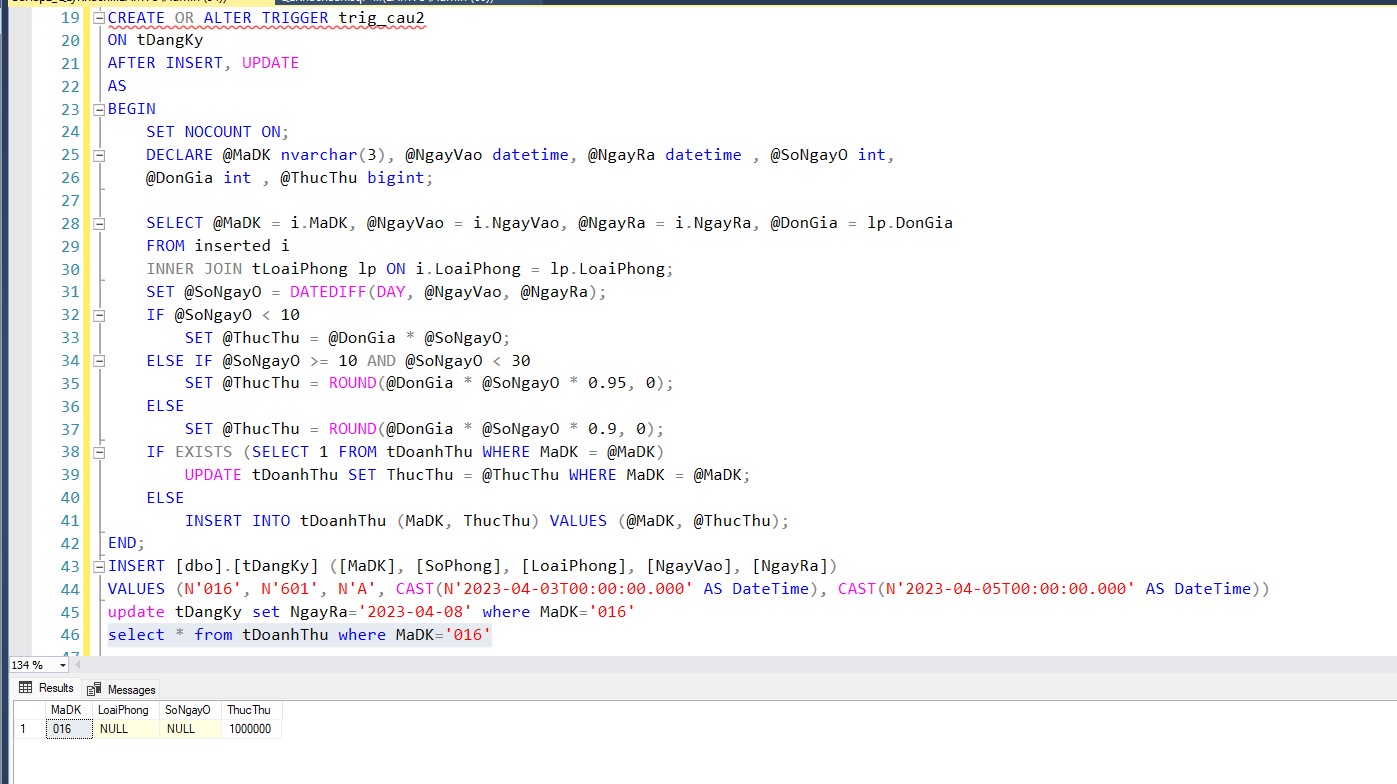 19 CREATE OR ALTER TRIGGER trig_cau2
20 ON tDangKy
21 AFTER INSERT, UPDATE
22 AS
23 BEGIN
24 SET NOCOUNT ON;
25 DECLARE @MaDK nvarchar(3), @NgayVao datetime, @NgayRa datetime , @SoNgayO int,
26 @DonGia int , @ThucThu bigint;
27
28 SELECT @MaDK = i.MaDK, @NgayVao = i.NgayVao, @NgayRa = i.NgayRa, @DonGia = lp.DonGia
29 FROM inserted i
30 INNER JOIN tLoaiPhong lp ON i.LoaiPhong = lp.LoaiPhong;
31 SET @SoNgayO = DATEDIFF(DAY, @NgayVao, @NgayRa);
32 IF @SoNgayO < 10
33 SET @ThucThu = @DonGia * @SoNgayO;
34 ELSE IF @SoNgayO >= 10 AND @SoNgayO < 30
35 SET @ThucThu = ROUND(@DonGia * @SoNgayO * 0.95, 0);
36 ELSE
37 SET @ThucThu = ROUND(@DonGia * @SoNgayO * 0.9, 0);
38 IF EXISTS (SELECT 1 FROM tDoanhThu WHERE MaDK = @MaDK)
39 UPDATE tDoanhThu SET ThucThu = @ThucThu WHERE MaDK = @MaDK;
40 ELSE
41 INSERT INTO tDoanhThu (MaDK, ThucThu) VALUES (@MaDK, @ThucThu);
42 END;
43 INSERT [dbo].[tDangKy] ([MaDK], [SoPhong], [LoaiPhong], [NgayVao], [NgayRa])
44 VALUES (N'016', N'601', N'A', CAST(N'2023-04-03T00:00:00.000' AS DateTime), CAST(N'2023-04-05T00:00:00.000' AS DateTime))
45 update tDangKy set NgayRa='2023-04-08' where MaDK='016'
46 select * from tDoanhThu where MaDK='016'
134 %
Results Messages
MaDK LoaiPhong SoNgayO ThucThu
1 016 NULL NULL 1000000